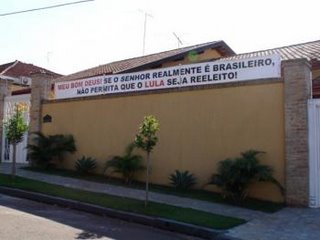 MEU BOM DEUS! SE O SENHOR REALMENTE É BRASILEIRO,
NÃO PERMITA QUE O LULA SEJA REELEITO!